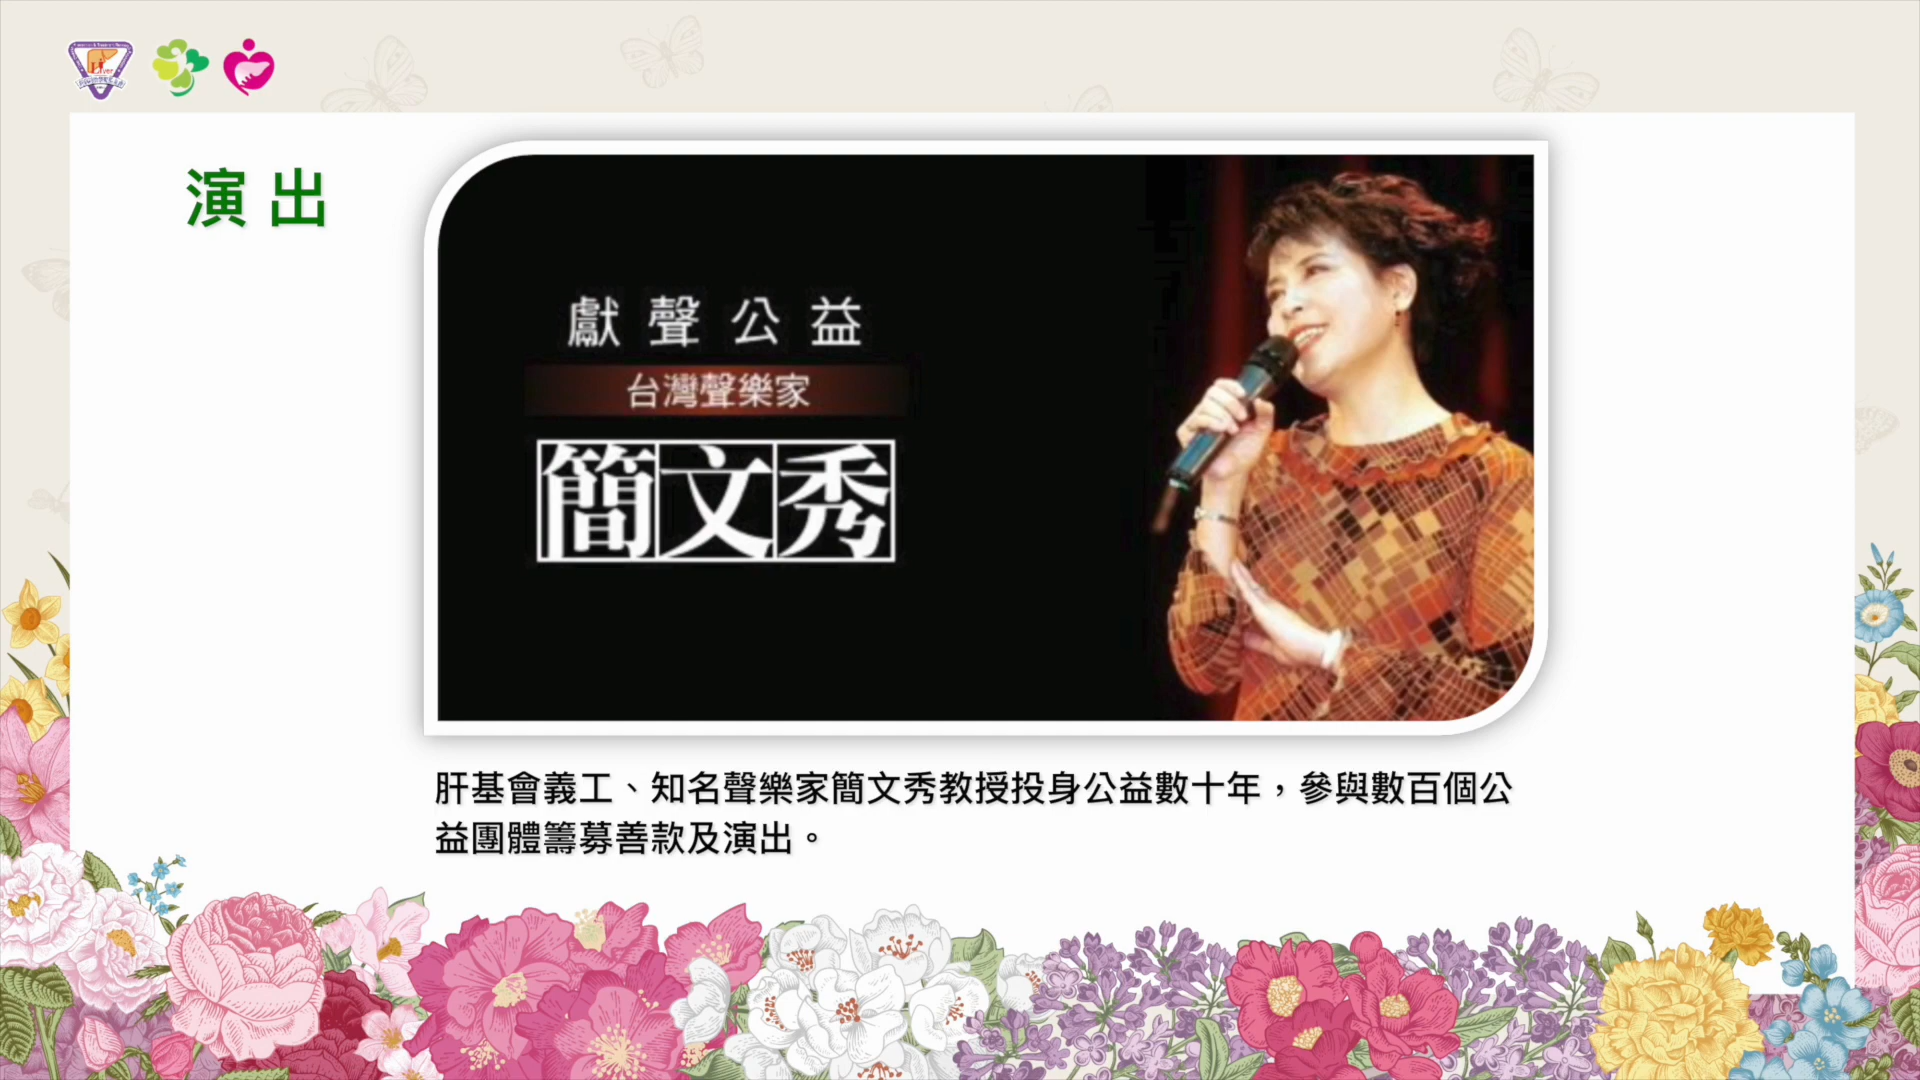 Liver
演出
獻聲公益
台灣聲樂家
簡文秀
肝基會義工、知名聲樂家簡文秀教授投身公益數十年，參與數百個公
益團體籌募善款及演出。